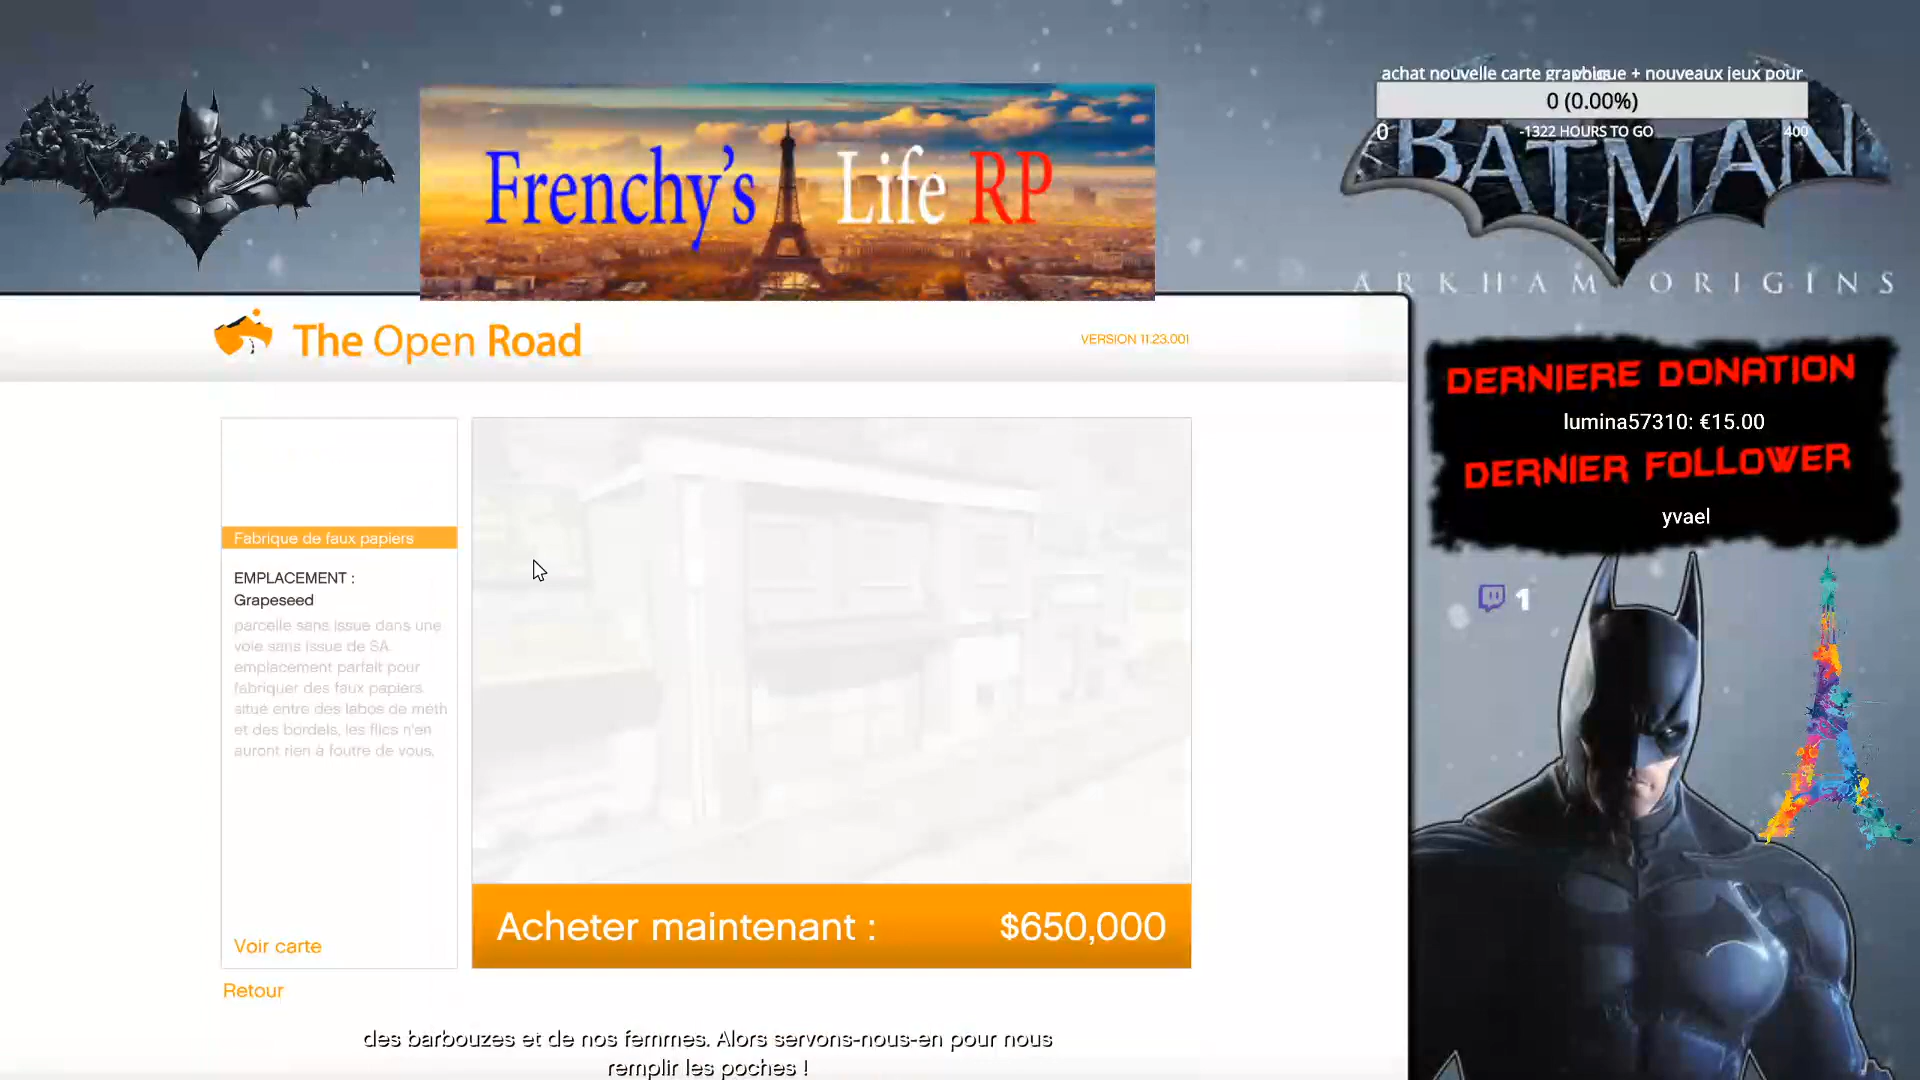 achat nouvelle carte graphique + nouveaux jeux pour
0 (0.00%)
0 -1322 HOURS TO GO 400
BATMAN
ARKHAM ORIGINS
Frenchy's Life RP
The Open Road
VERSION 11.23.001
DERNIERE DONATION
lumina57310: €15.00
DERNIER FOLLOWER
yvael
1
Fabrique de faux papiers
EMPLACEMENT :
Grapeseed
parcelle sans issue dans une
voie sans issue de SA.
emplacement parfait pour
fabriquer des faux papiers.
situé entre des labos de meth
et des bordels, les flics n'en
auront rien à foutre de vous.
Voir carte
Acheter maintenant : $650,000
Retour
des barbouzes et de nos femmes. Alors servons-nous-en pour nous
remplir les poches !